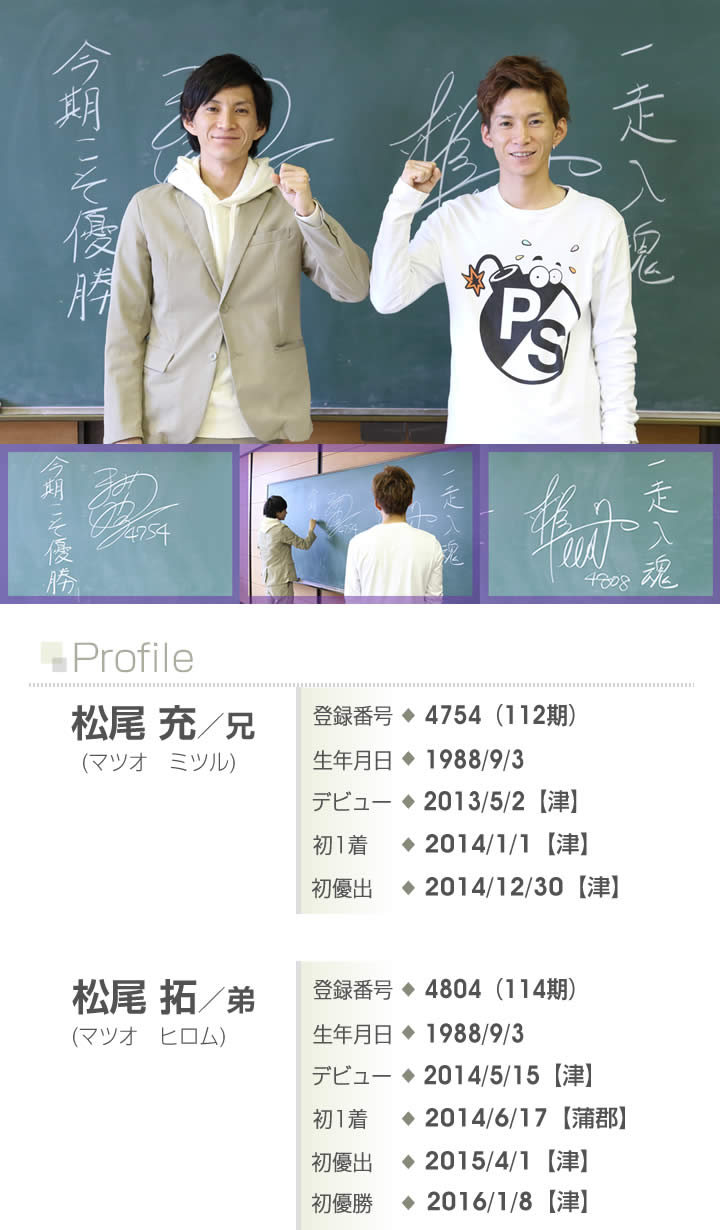 今期こそ優勝
一走入魂
PS
今期こそ優勝
4754
一走入魂
一走入魂
Profile
松尾 充／兄
(マツオ ミツル)
登録番号 ◆ 4754（112期）
生年月日 ◆ 1988/9/3
デビュー ◆ 2013/5/2【津】
初1着 ◆ 2014/1/1【津】
初優出 ◆ 2014/12/30【津】
松尾 拓／弟
(マツオ ヒロム)
登録番号 ◆ 4804（114期）
生年月日 ◆ 1988/9/3
デビュー ◆ 2014/5/15【津】
初1着 ◆ 2014/6/17【蒲郡】
初優出 ◆ 2015/4/1【津】
初優勝 ◆ 2016/1/8【津】